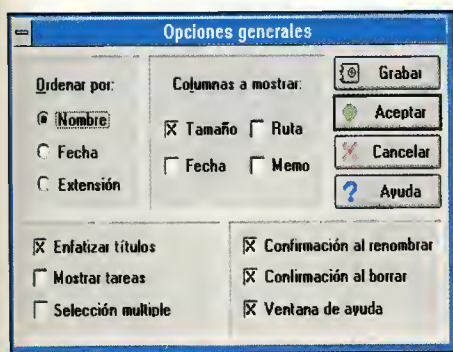 Opciones generales
Ordenar por:
Nombre
Fecha
Extensión
Columnas a mostrar:
Tamaño
Ruta
Fecha
Memo
Grabar
Aceptar
Cancelar
Ayuda
Enfatizar títulos
Mostrar tareas
Selección multiple
Confirmación al renombrar
Confirmación al borrar
Ventana de ayuda